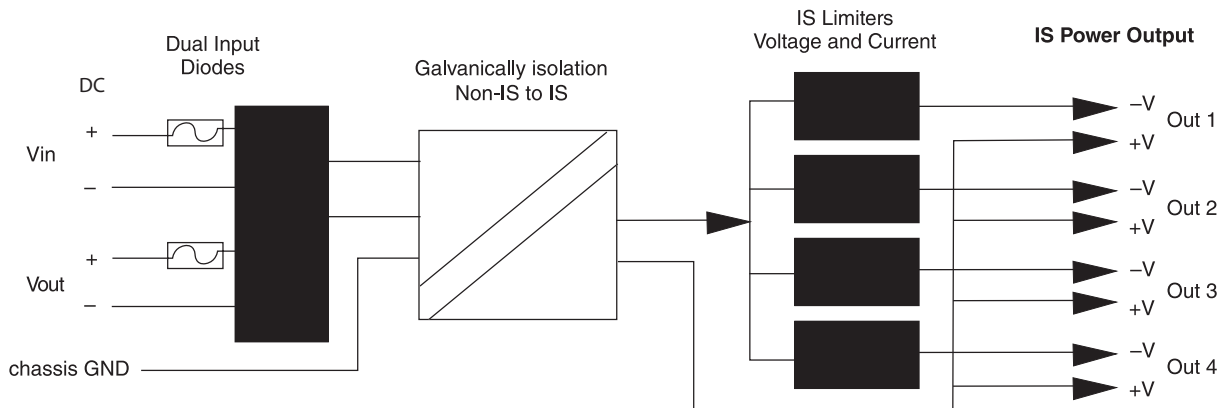 IS Limiters
Voltage and Current
IS Power Output
Dual Input
Diodes
Galvanically isolation
Non-IS to IS
DC
+
Vin
–
+
Vout
–
chassis GND
–V
Out 1
+V
–V
Out 2
+V
–V
Out 3
+V
–V
Out 4
+V